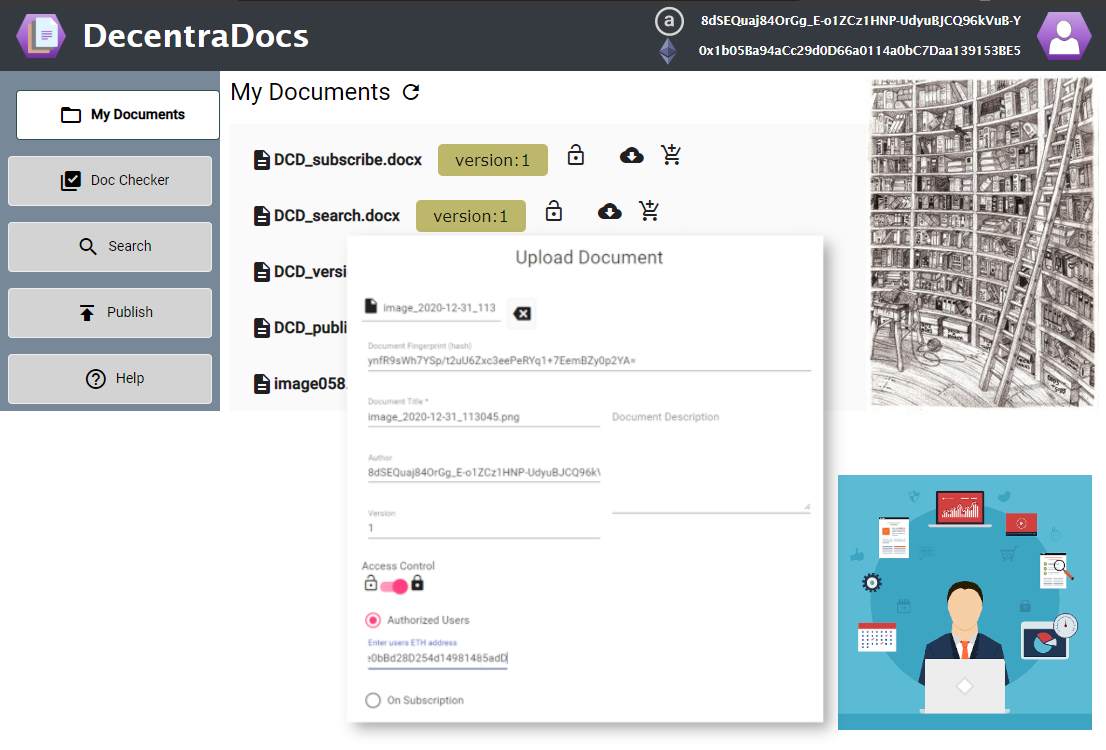 DecentraDocs
a
8dSEQuaj84OrGg_E-o1ZCz1HNP-UdyuBJCQ96kVuB-Y
0x1b05Ba94aCc29d0D66a0114a0bC7Daa139153BE5
My Documents
Doc Checker
Search
Publish
Help
My Documents
DCD_subscribe.docx version:1
DCD_search.docx version:1
DCD_versi
DCD_publi
image058.
Upload Document
image_2020-12-31_113
Document Fingerprint (hash)
ynfR9sWh7YSp/t2uU6Zxc3eePeRYq1+7EemBZy0p2YA=
Document Title *
image_2020-12-31_113045.png
Document Description
Author
8dSEQuaj84OrGg_E-o1ZCz1HNP-UdyuBJCQ96k
Version
1
Access Control
Authorized Users
Enter users ETH address
e0bBd28D254d14981485adD
On Subscription